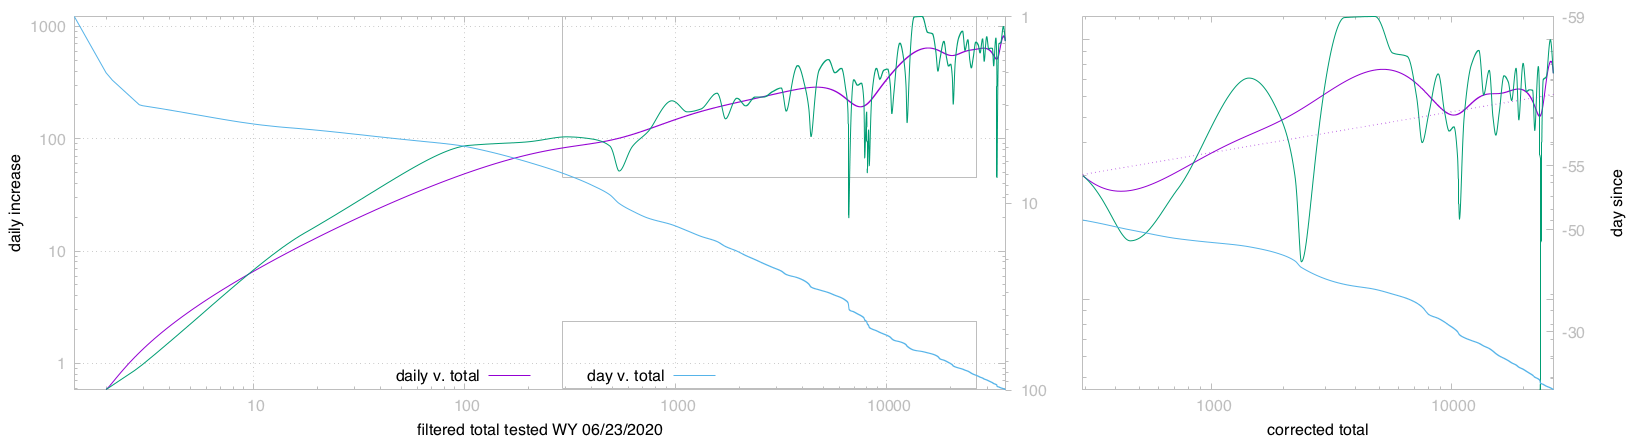 1000
100
10
1
daily increase
daily v. total
day v. total
10
100
1000
10000
filtered total tested WY 06/23/2020
1
10
100
1000
10000
corrected total
-59
-55
-50
-30
day since